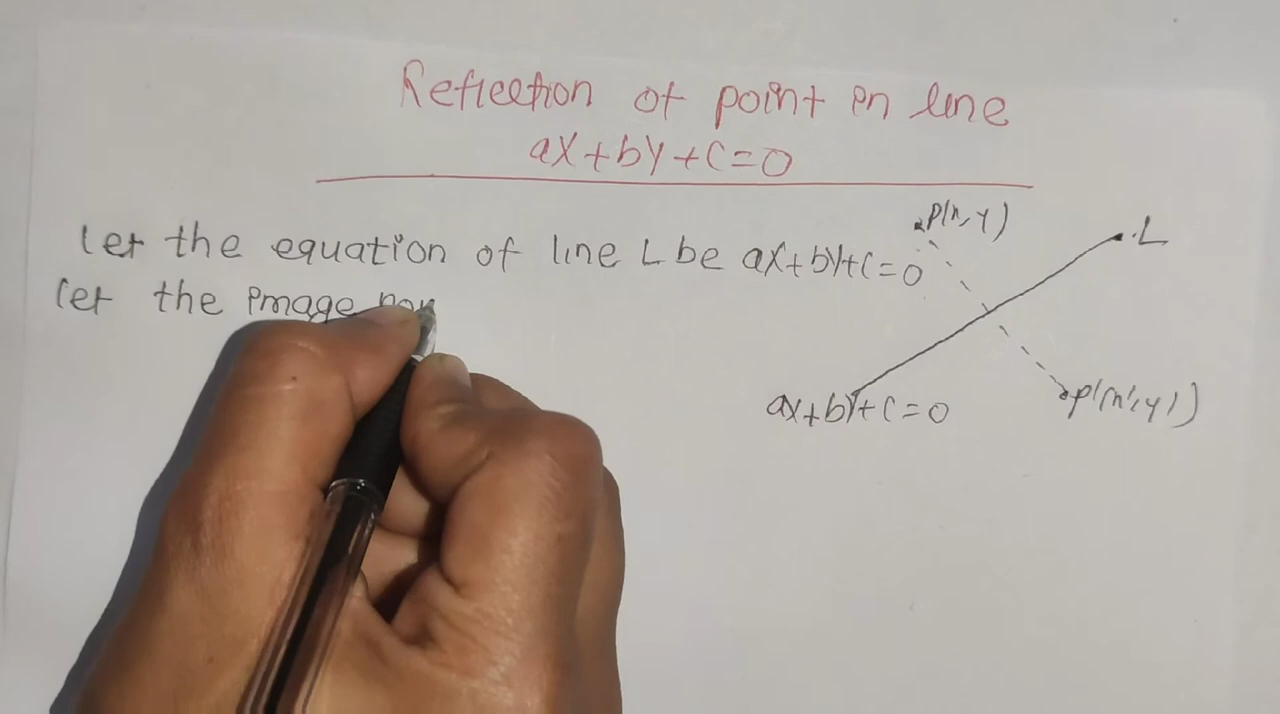 Reflection of point in line
ax+by+c=0
let the equation of line L be ax+by+c=0
let the image
P(x,y)
L
ax+by+c=0
P'(x',y')